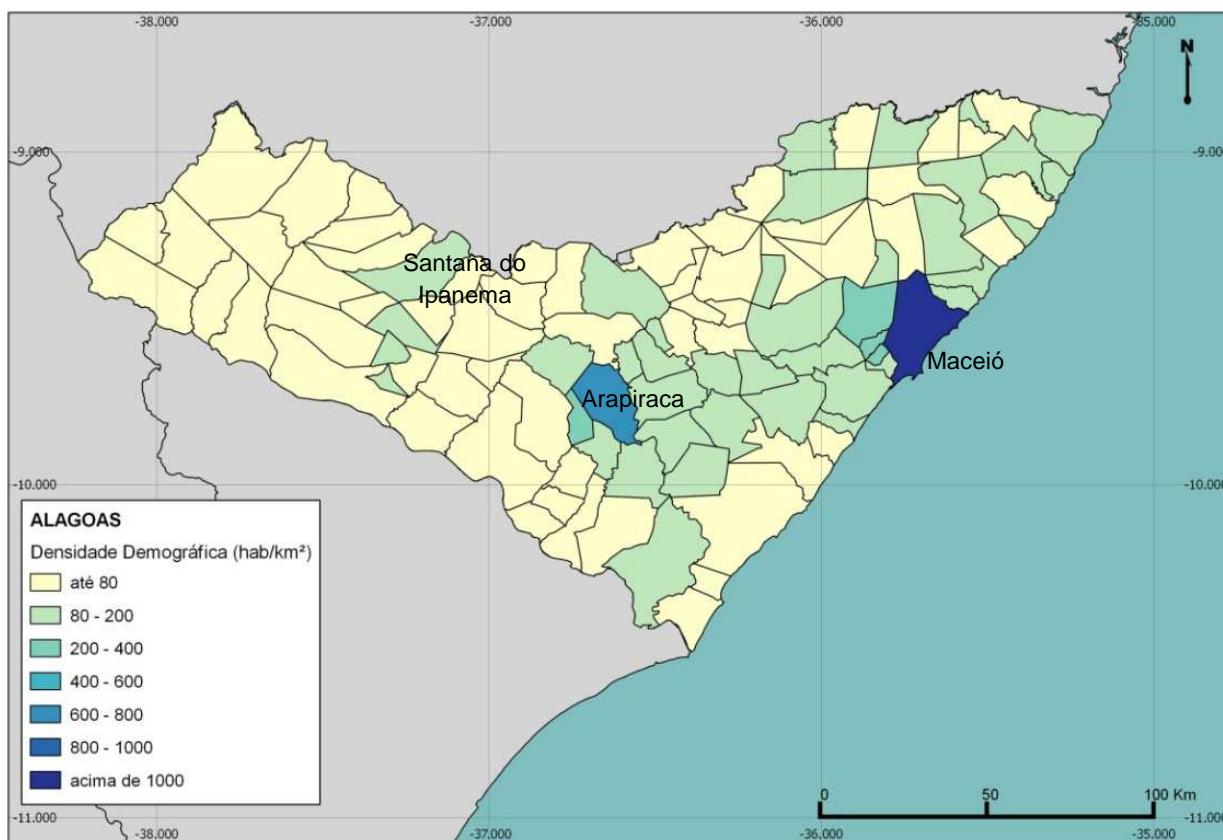 -38.000
-37.000
-36.000
-35.000
N
-9.000
-9.000
Santana do
Ipanema
Maceió
Arapiraca
-10.000
-10.000
ALAGOAS
Densidade Demográfica (hab/km²)
até 80
80 - 200
200 - 400
400 - 600
600 - 800
800 - 1000
acima de 1000
0
50
100 Km
-11.000
-11.000
-38.000
-37.000
-36.000
-35.000